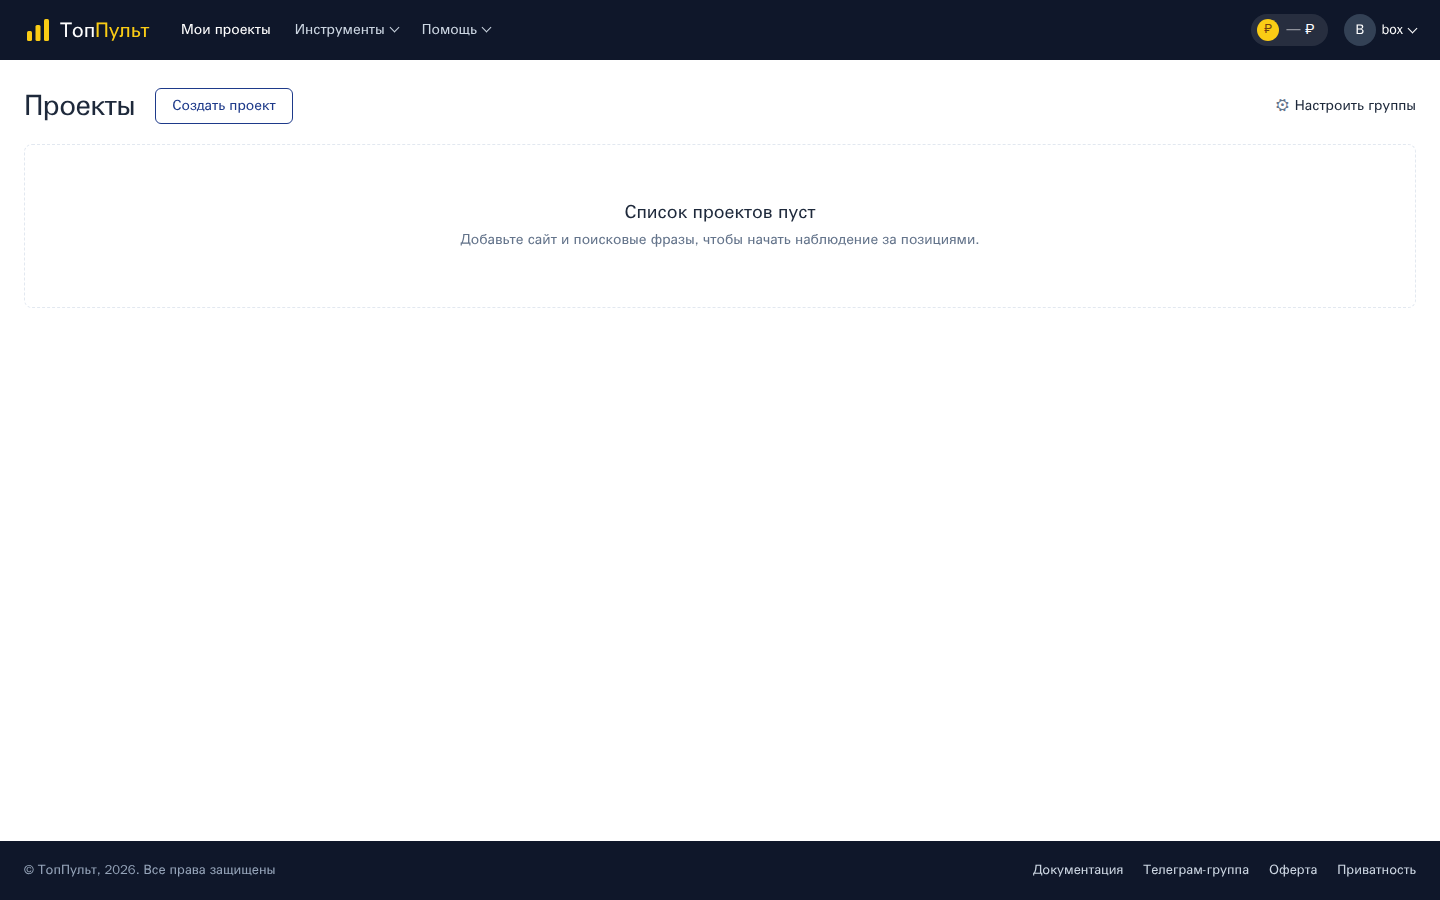 ТопПульт
Мои проекты
Инструменты
Помощь
₽ — ₽
B box
Проекты
Создать проект
Настроить группы
Список проектов пуст
Добавьте сайт и поисковые фразы, чтобы начать наблюдение за позициями.
© ТопПульт, 2026. Все права защищены
Документация
Телеграм-группа
Оферта
Приватность